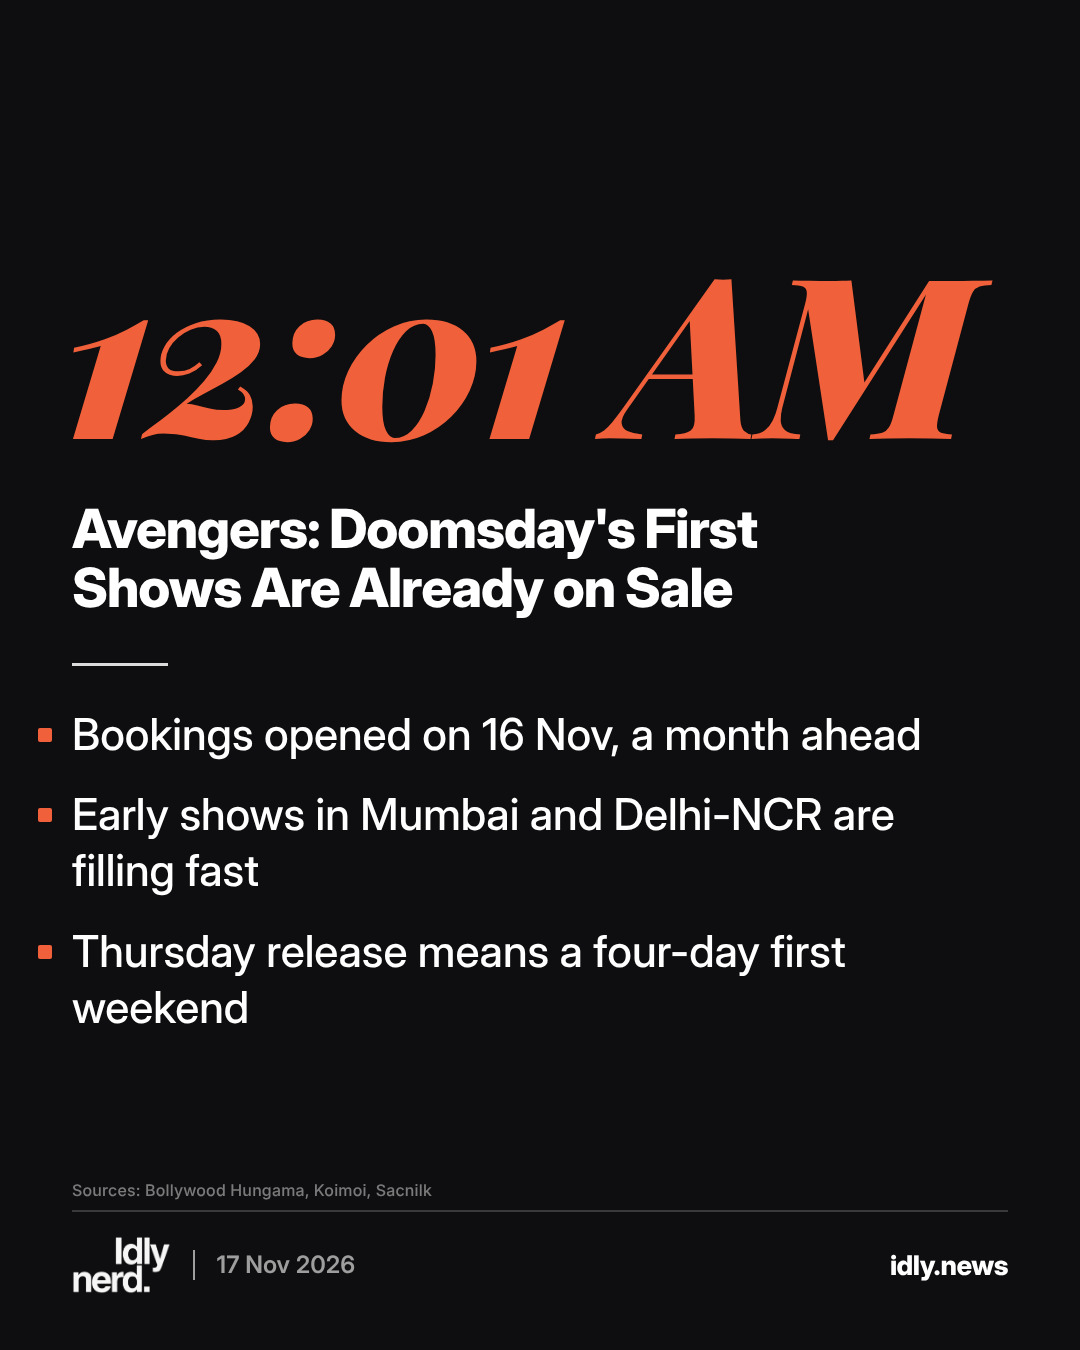 12:01 AM
Avengers: Doomsday's First
Shows Are Already on Sale
Bookings opened on 16 Nov, a month ahead
Early shows in Mumbai and Delhi-NCR are
filling fast
Thursday release means a four-day first
weekend
Sources: Bollywood Hungama, Koimoi, Sacnilk
Idly
nerd.
17 Nov 2026
idly.news